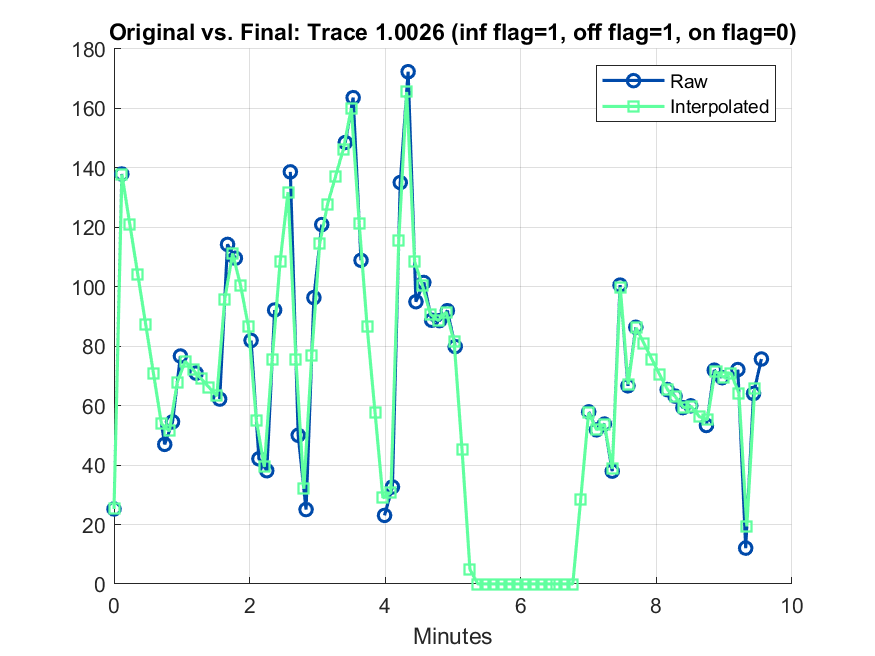 Original vs. Final: Trace 1.0026 (inf flag=1, off flag=1, on flag=0)
180
160
140
120
100
80
60
40
20
0
Raw
Interpolated
0 2 4 6 8 10
Minutes